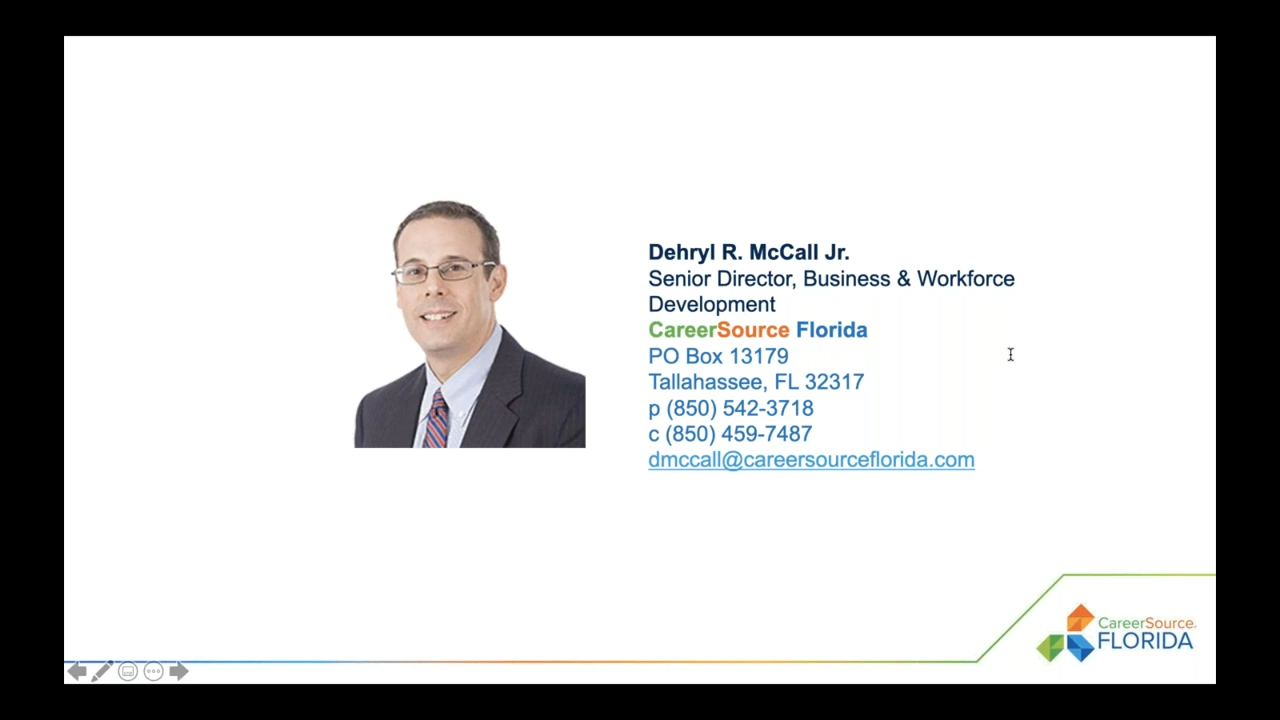 Dehryl R. McCall Jr.
Senior Director, Business & Workforce
Development
CareerSource Florida
PO Box 13179
Tallahassee, FL 32317
p (850) 542-3718
c (850) 459-7487
dmccall@careersourceflorida.com
CareerSource.
FLORIDA